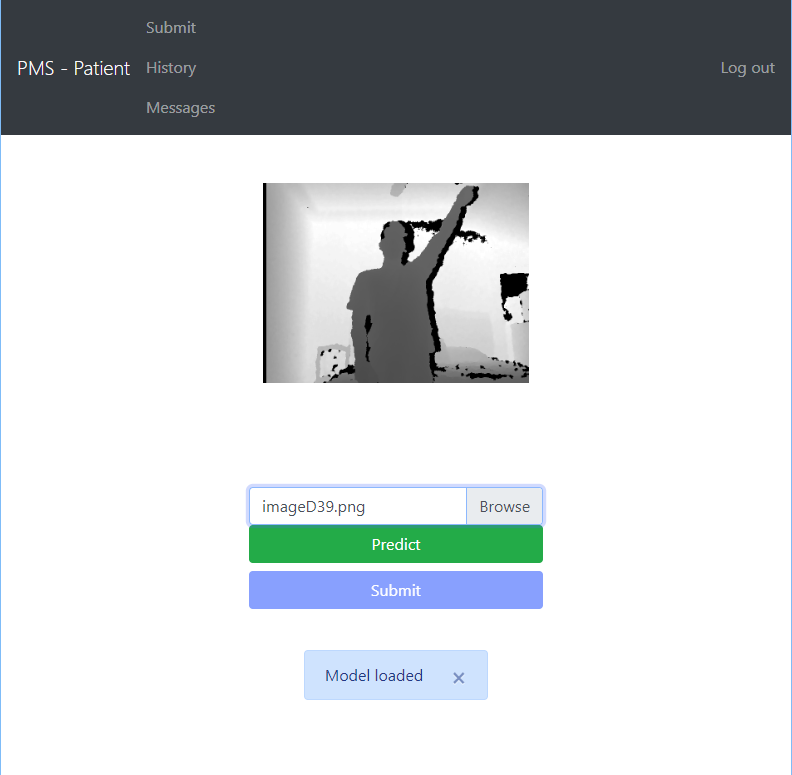 Submit
PMS - Patient
History
Log out
Messages
imageD39.png
Browse
Predict
Submit
Model loaded ×